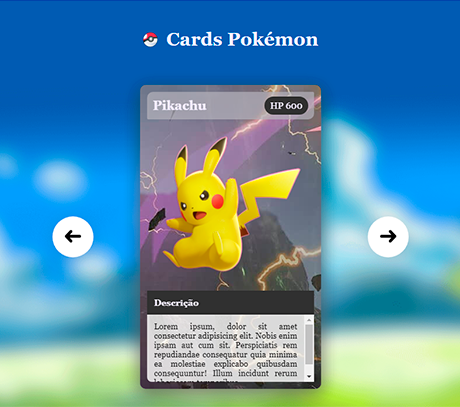 Cards Pokémon
Pikachu
HP 600
Descrição
Lorem ipsum, dolor sit amet
consectetur adipisicing elit. Nobis enim
ipsam aut cum sit. Perspiciatis rem
repudiandae consequatur quia minima
ea molestiae explicabo quibusdam
consequuntur! Illum incidunt rerum